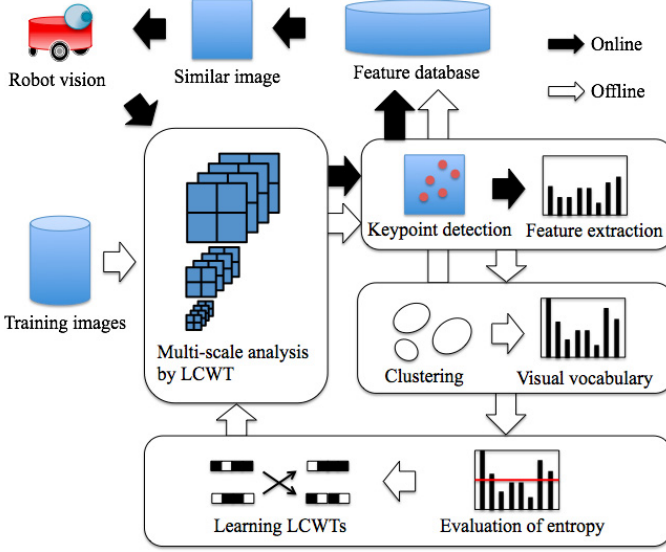 Robot vision
Similar image
Feature database
Online
Offline
Training images
Multi-scale analysis
by LCWT
Keypoint detection
Feature extraction
Clustering
Visual vocabulary
Learning LCWTs
Evaluation of entropy